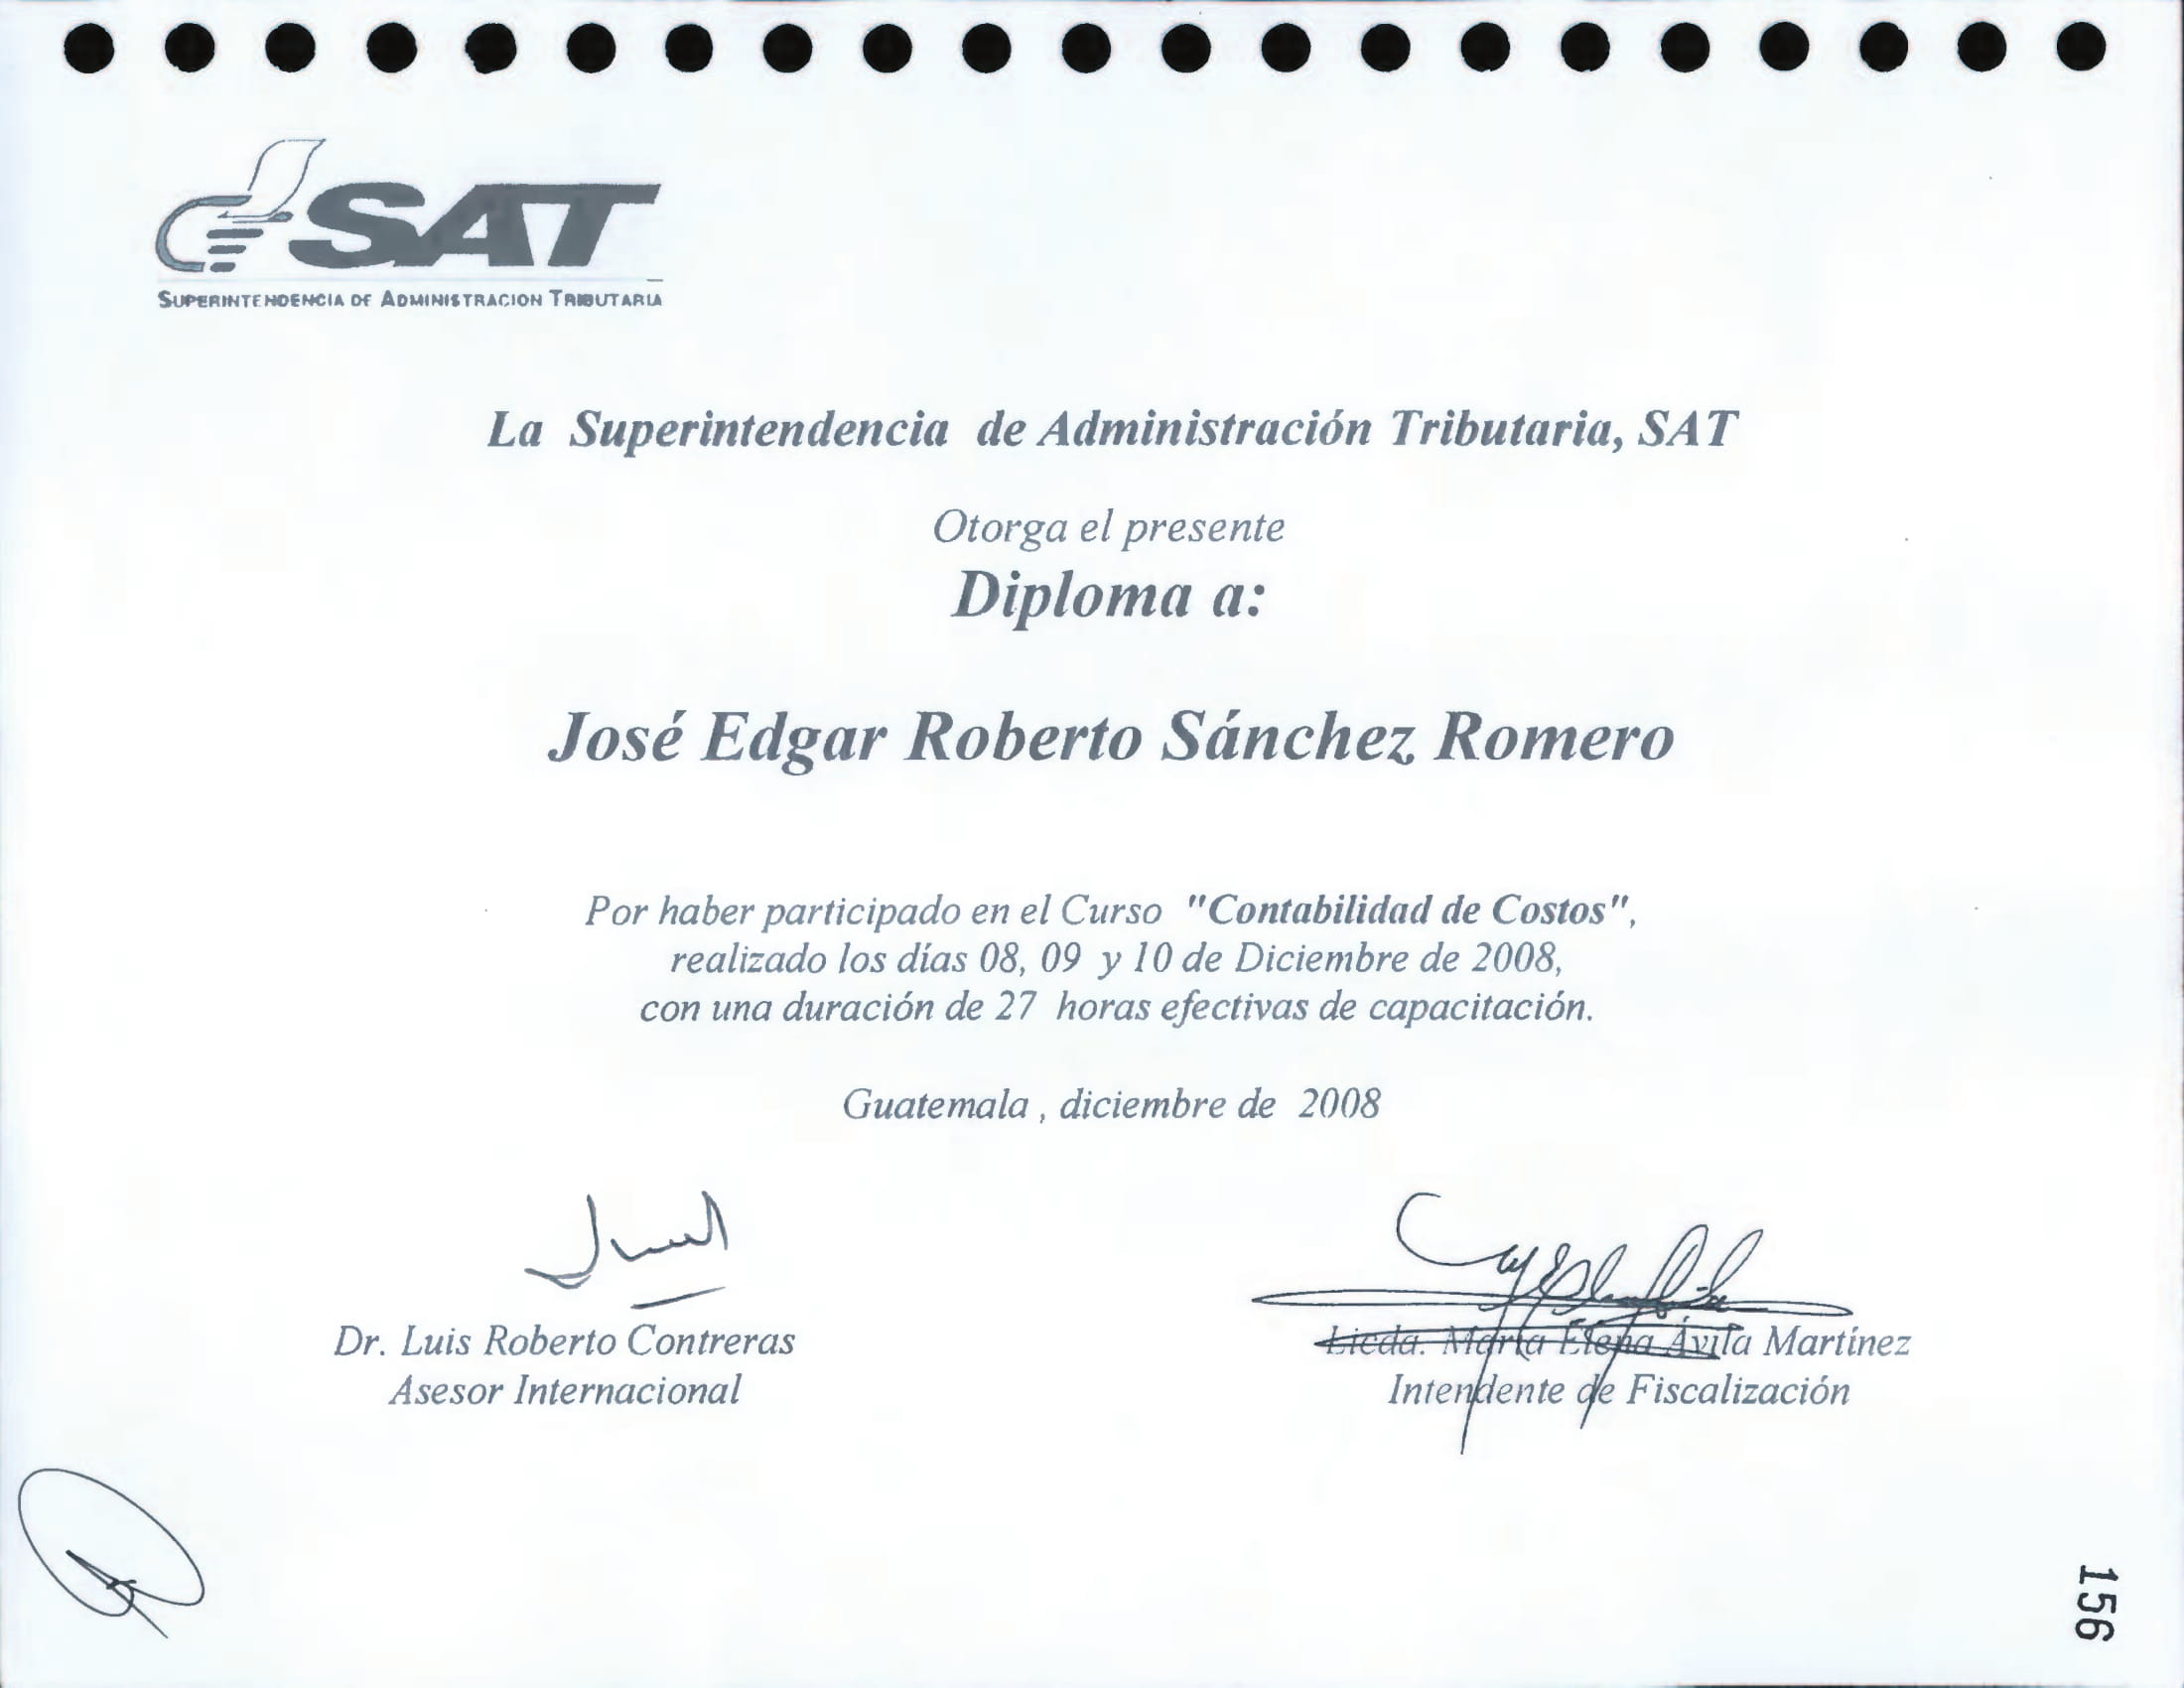 SAT
SUPERINTENDENCIA DE ADMINISTRACION TRIBUTARIA
La Superintendencia de Administración Tributaria, SAT
Otorga el presente
Diploma a:
José Edgar Roberto Sánchez Romero
Por haber participado en el Curso "Contabilidad de Costos",
realizado los días 08, 09 y 10 de Diciembre de 2008,
con una duración de 27 horas efectivas de capacitación.
Guatemala , diciembre de 2008
Dr. Luis Roberto Contreras
Asesor Internacional
Licda. María Elena Ávila Martínez
Intendente de Fiscalización
156